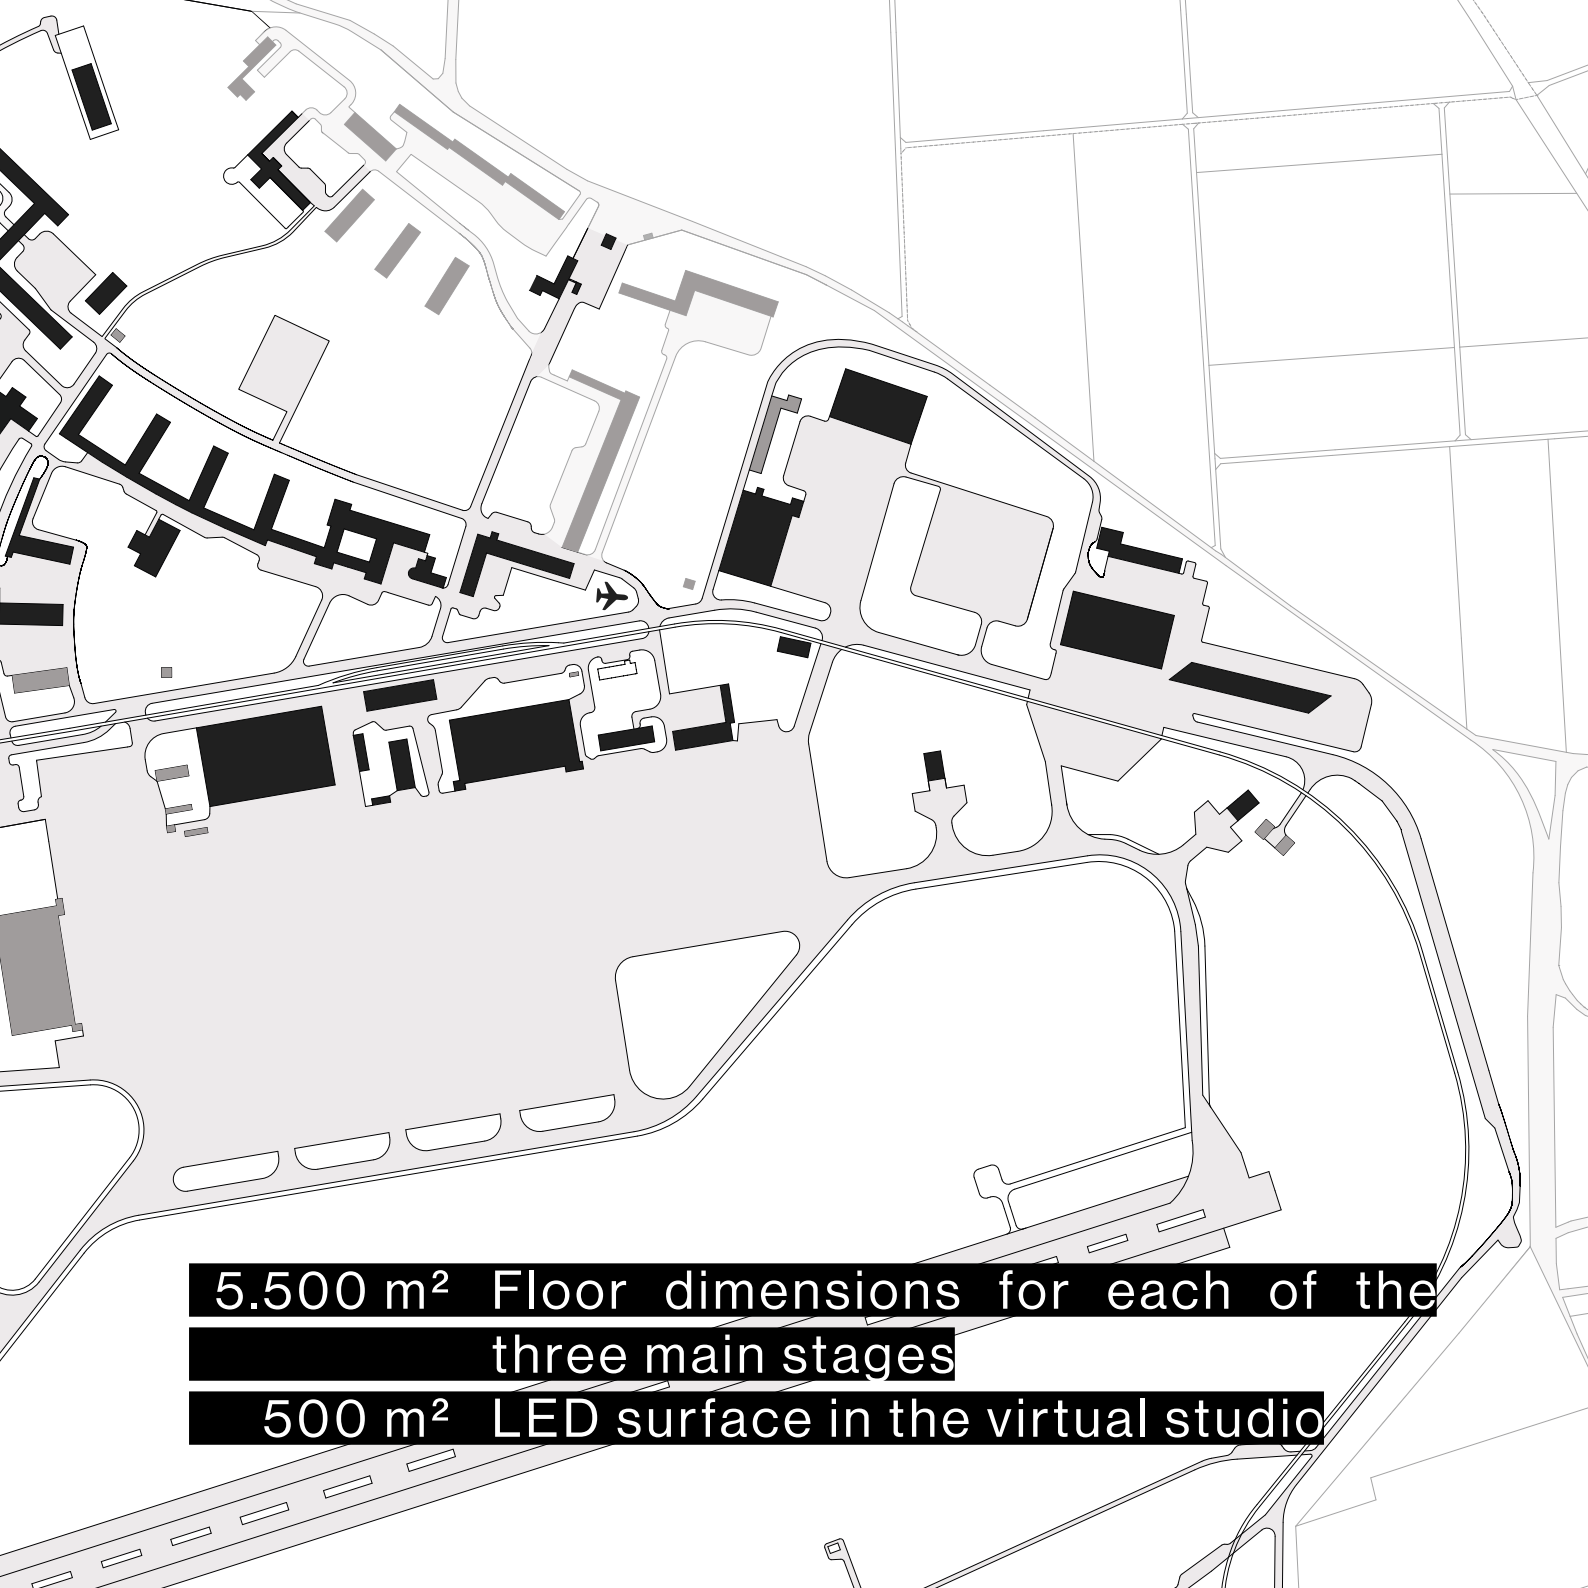 5.500 m² Floor dimensions for each of the
three main stages
500 m² LED surface in the virtual studio